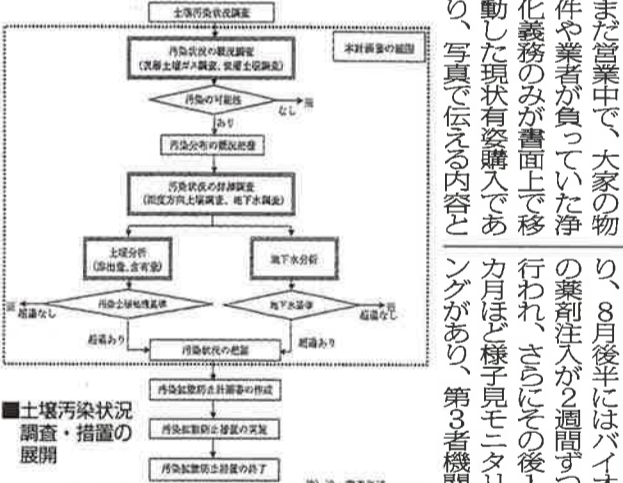 土壌汚染状況調査
汚染状況の概況調査
(表層土壌ガス調査、表層土壌調査)
本計画書の範囲
汚染の可能性
なし
あり
汚染分布の概況把握
汚染状況の詳細調査
(深度方向土壌調査、地下水調査)
土壌分析
(溶出量、含有量)
地下水分析
汚染土壌処理基準
地下水基準
超過なし
超過なし
超過あり
超過あり
汚染状況の把握
汚染拡散防止計画書の作成
汚染拡散防止措置の実施
汚染拡散防止措置の終了
■土壌汚染状況
調査・措置の
展開
まだ営業中で、大家の物
件や業者が負っていた浄
化義務のみが書面上で移
動した現状有姿購入であ
り、写真で伝える内容と
り、8月後半にはバイオ
の薬剤注入が2週間ずつ
行われ、さらにその後1
カ月ほど様子見モニタリ
ングがあり、第3者機関